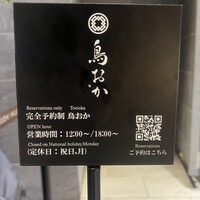 鳥おか
Reservations only Torioka
完全予約制 鳥おか
OPEN hour
営業時間：12:00~/18:00~
Closed on National holiday,Monday
(定休日：祝日、月)
Reservations
ご予約はこちら